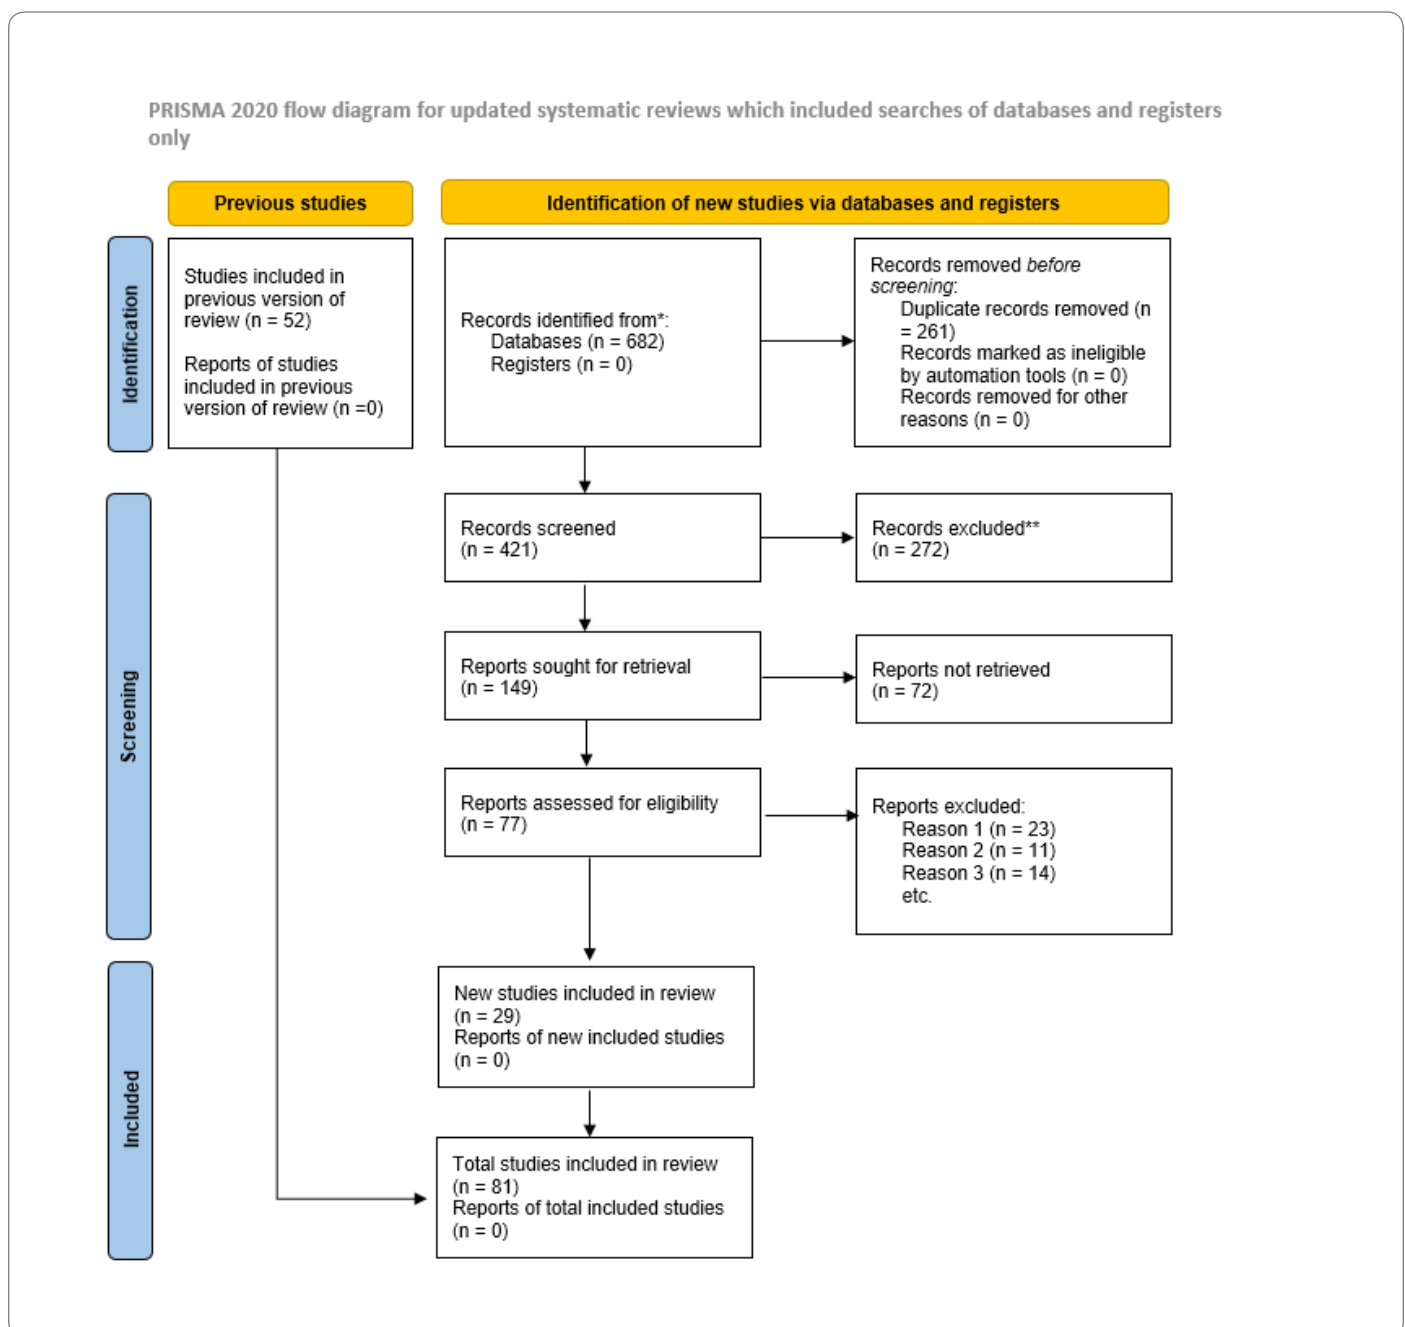 PRISMA 2020 flow diagram for updated systematic reviews which included searches of databases and registers
only
Previous studies
Identification of new studies via databases and registers
Identification
Studies included in
previous version of
review (n = 52)
Reports of studies
included in previous
version of review (n =0)
Records identified from*:
Databases (n = 682)
Registers (n = 0)
Records removed before
screening:
Duplicate records removed (n
= 261)
Records marked as ineligible
by automation tools (n = 0)
Records removed for other
reasons (n = 0)
Screening
Records screened
(n = 421)
Records excluded**
(n = 272)
Reports sought for retrieval
(n = 149)
Reports not retrieved
(n = 72)
Reports assessed for eligibility
(n = 77)
Reports excluded:
Reason 1 (n = 23)
Reason 2 (n = 11)
Reason 3 (n = 14)
etc.
Included
New studies included in review
(n = 29)
Reports of new included studies
(n = 0)
Total studies included in review
(n = 81)
Reports of total included studies
(n = 0)